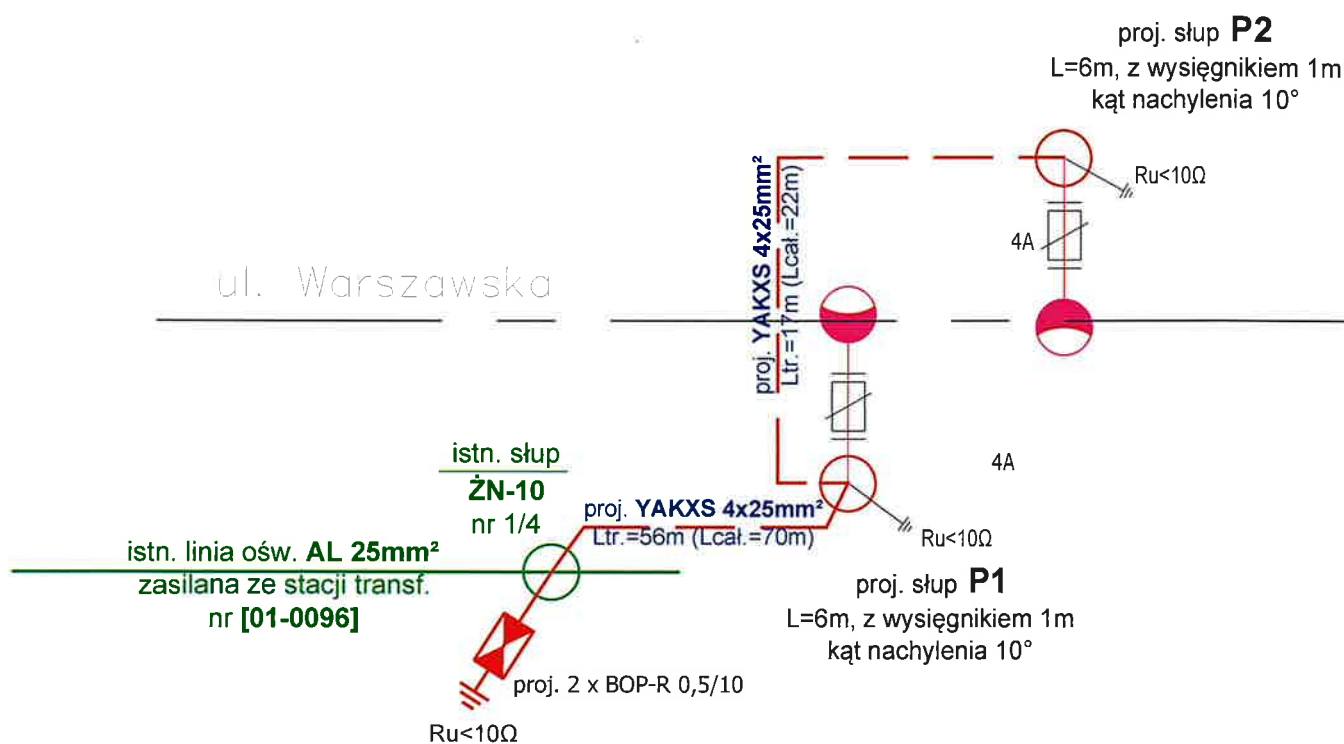 proj. słup P2
L=6m, z wysięgnikiem 1m
kąt nachylenia 10°
Ru<10Ω
4A
proj. YAKXS 4x25mm²
Ltr.=17m (Lcał.=22m)
ul. Warszawska
4A
istn. słup
ŻN-10
nr 1/4
proj. YAKXS 4x25mm²
Ltr.=56m (Lcał.=70m)
Ru<10Ω
istn. linia ośw. AL 25mm²
zasilana ze stacji transf.
nr [01-0096]
proj. słup P1
L=6m, z wysięgnikiem 1m
kąt nachylenia 10°
proj. 2 x BOP-R 0,5/10
Ru<10Ω